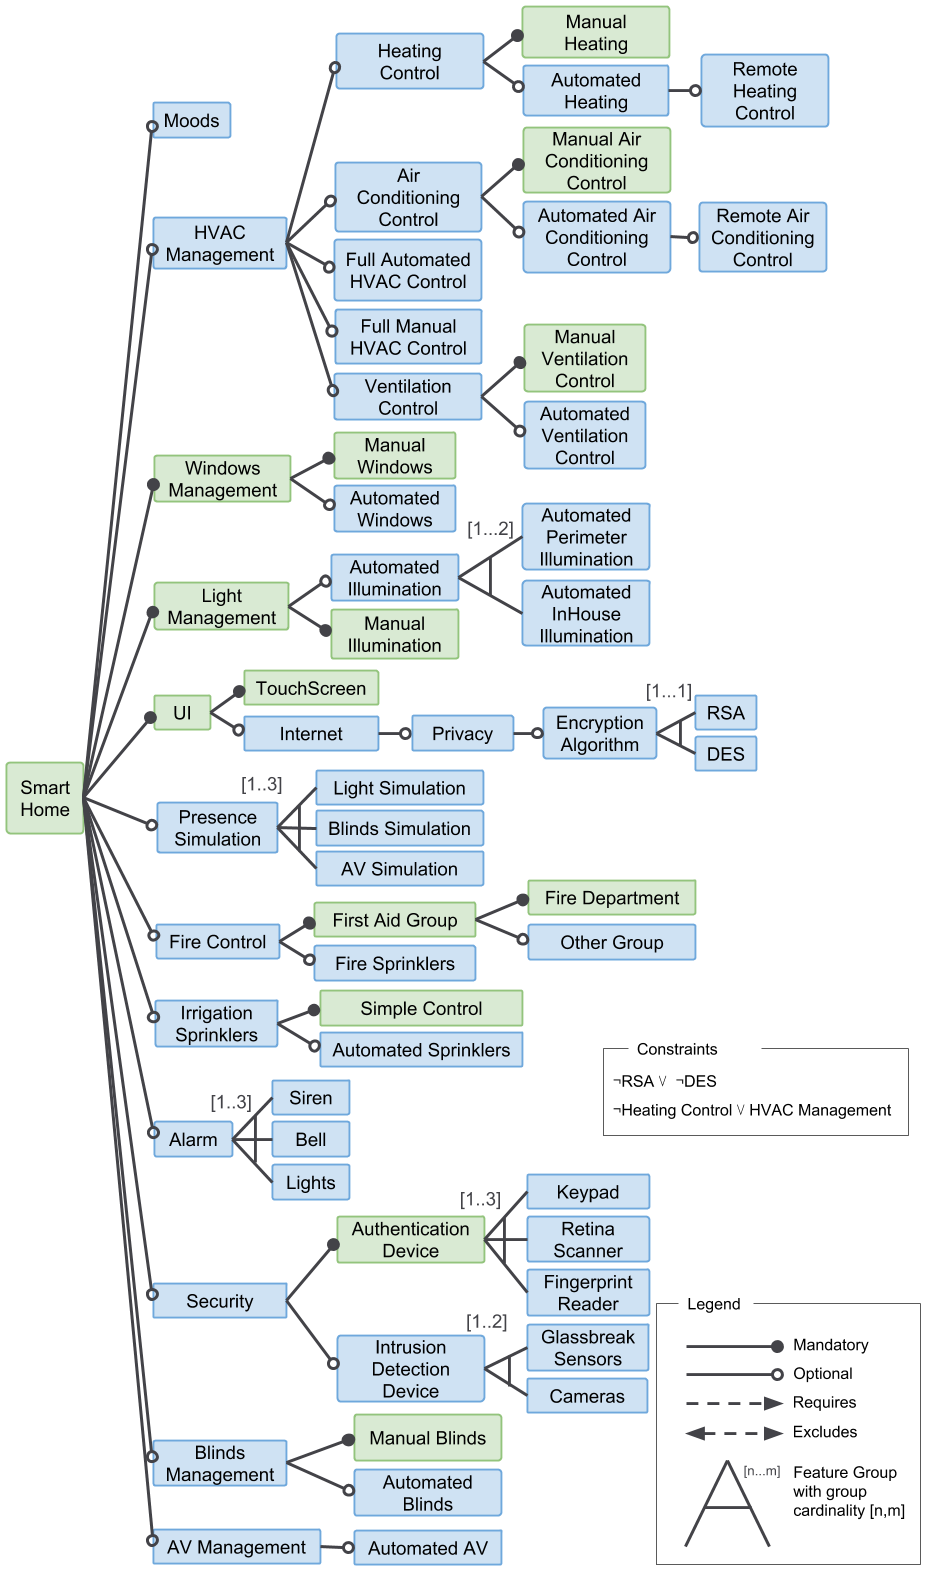 Manual
Heating
Heating
Control
Automated
Heating
Remote
Heating
Control
Moods
Manual Air
Conditioning
Control
Air
Conditioning
Control
Automated Air
Conditioning
Control
Remote Air
Conditioning
Control
HVAC
Management
Full Automated
HVAC Control
Full Manual
HVAC Control
Manual
Ventilation
Control
Ventilation
Control
Automated
Ventilation
Control
Windows
Management
Manual
Windows
Automated
Windows
[1...2]
Automated
Perimeter
Illumination
Automated
Illumination
Automated
InHouse
Illumination
Light
Management
Manual
Illumination
UI
TouchScreen
Internet
Privacy
Encryption
Algorithm
[1...1]
RSA
DES
Smart
Home
Presence
Simulation
[1..3]
Light Simulation
Blinds Simulation
AV Simulation
Fire Control
First Aid Group
Fire Department
Other Group
Fire Sprinklers
Irrigation
Sprinklers
Simple Control
Automated Sprinklers
Constraints
¬RSA \/ ¬DES
¬Heating Control \/ HVAC Management
Alarm
[1..3]
Siren
Bell
Lights
Security
Authentication
Device
[1..3]
Keypad
Retina
Scanner
Fingerprint
Reader
Intrusion
Detection
Device
[1..2]
Glassbreak
Sensors
Cameras
Legend
Mandatory
Optional
Requires
Excludes
[n...m]
Feature Group
with group
cardinality [n,m]
Blinds
Management
Manual Blinds
Automated
Blinds
AV Management
Automated AV